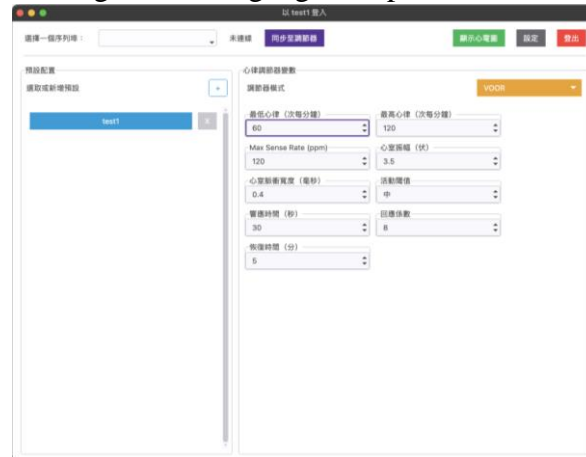 以 test1 登入
選擇一個序列埠：
未連線
同步至調節器
顯示心電圖
設定
登出
預設配置
選取或新增預設
+
test1
X
心律調節器變數
調節器模式
VOOR
最低心律（次每分鐘）
60
最高心律（次每分鐘）
120
Max Sense Rate (ppm)
120
心室振幅（伏）
3.5
心室脈衝寬度（毫秒）
0.4
活動閾值
中
響應時間（秒）
30
回應係數
8
恢復時間（分）
5